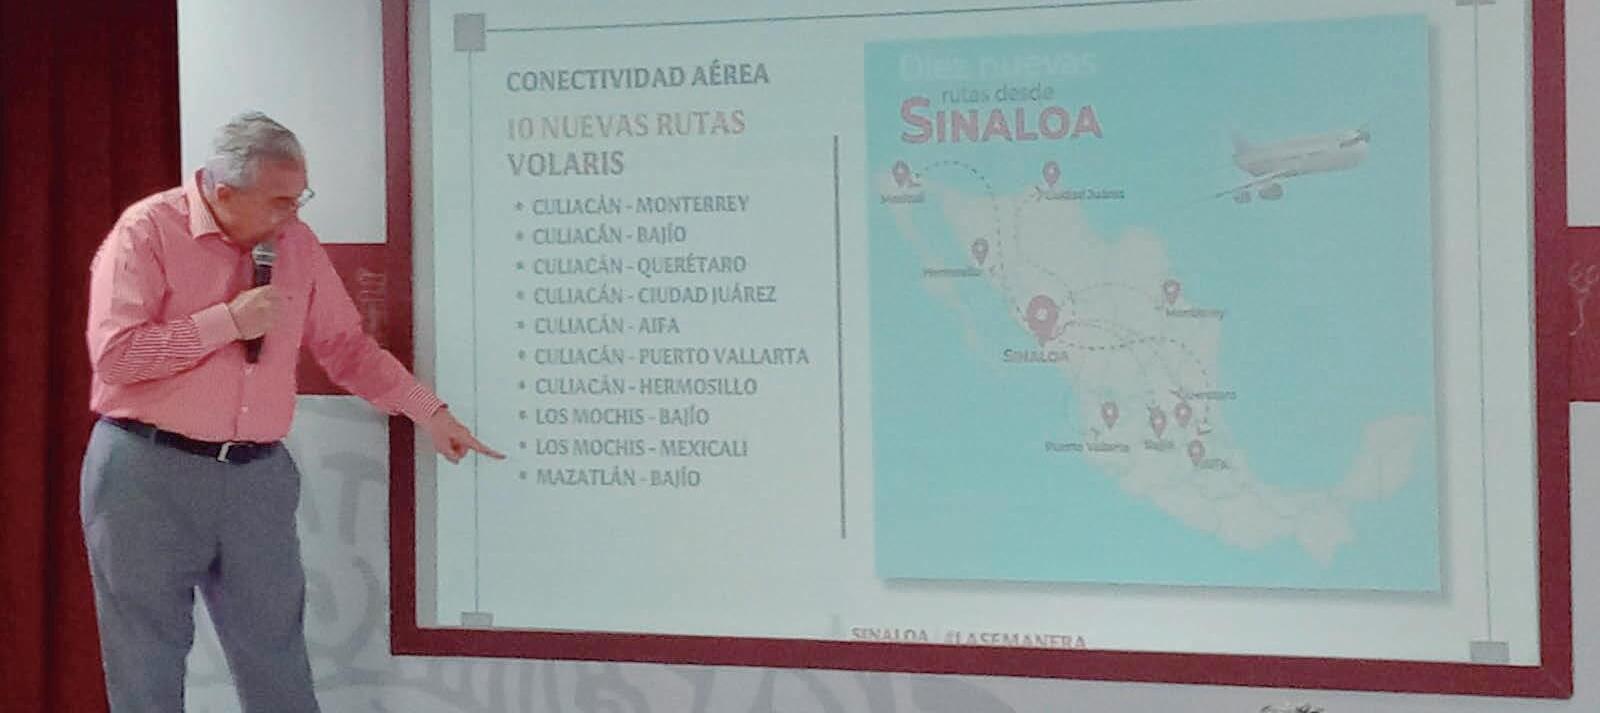 CONECTIVIDAD AÉREA
10 NUEVAS RUTAS
VOLARIS
CULIACÁN - MONTERREY
CULIACÁN - BAJÍO
CULIACÁN - QUERÉTARO
CULIACÁN - CIUDAD JUÁREZ
CULIACÁN - AIFA
CULIACÁN - PUERTO VALLARTA
CULIACÁN - HERMOSILLO
LOS MOCHIS - BAJÍO
LOS MOCHIS - MEXICALI
MAZATLÁN - BAJÍO
Diez nuevas
rutas desde
SINALOA
Mexicali
Ciudad Juárez
Hermosillo
Monterrey
SINALOA
Querétaro
Puerto Vallarta
Bajío
SINALOA #LASEMANERA